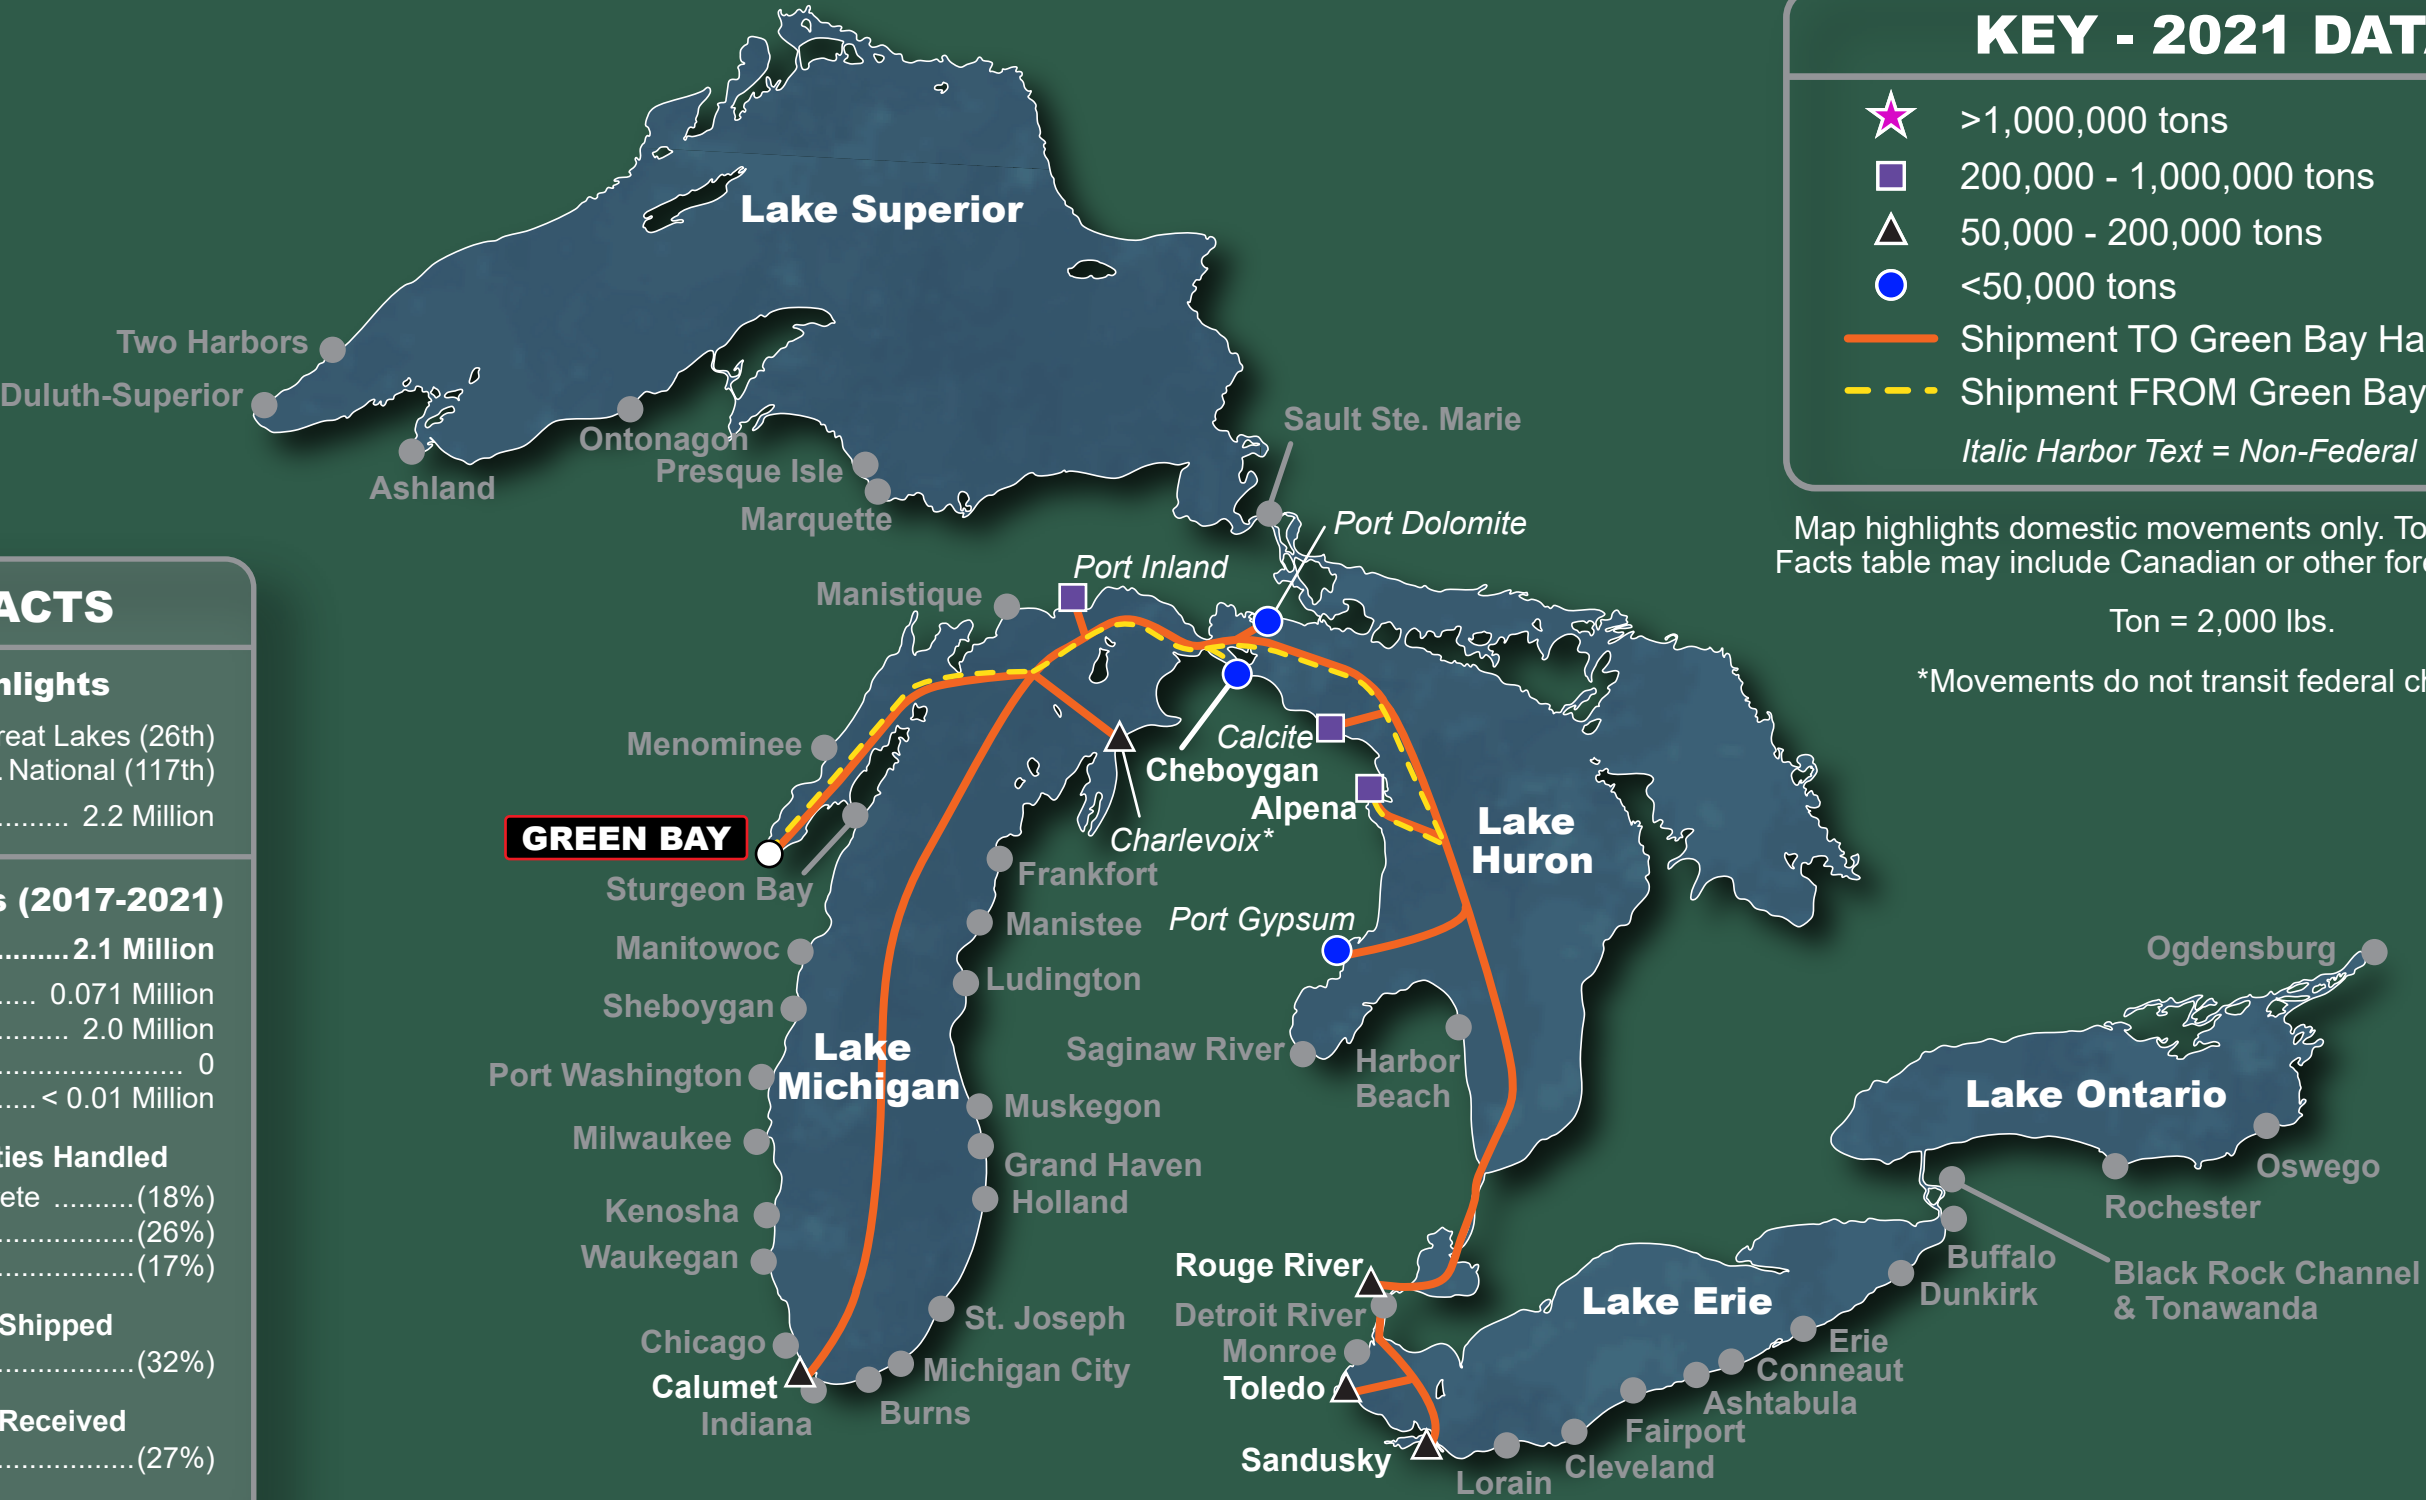 KEY - 2021 DAT
>1,000,000 tons
200,000 - 1,000,000 tons
50,000 - 200,000 tons
<50,000 tons
Shipment TO Green Bay Ha
Shipment FROM Green Bay
Italic Harbor Text = Non-Federal
Map highlights domestic movements only. To
Facts table may include Canadian or other for
Ton = 2,000 lbs.
*Movements do not transit federal ch
Lake Superior
Two Harbors
Duluth-Superior
Ashland
Ontonagon
Presque Isle
Marquette
Sault Ste. Marie
Port Dolomite
Port Inland
Manistique
Menominee
GREEN BAY
Sturgeon Bay
Calcite
Cheboygan
Alpena
Charlevoix*
Lake
Huron
Frankfort
Manistee
Port Gypsum
Manitowoc
Ludington
Sheboygan
Saginaw River
Harbor
Beach
Lake
Michigan
Port Washington
Muskegon
Milwaukee
Grand Haven
Holland
Kenosha
Waukegan
St. Joseph
Chicago
Michigan City
Calumet
Indiana
Burns
Rouge River
Detroit River
Monroe
Toledo
Sandusky
Lake Erie
Lorain
Cleveland
Fairport
Ashtabula
Conneaut
Erie
Dunkirk
Buffalo
Black Rock Channel
& Tonawanda
Lake Ontario
Ogdensburg
Oswego
Rochester
ACTS
hlights
reat Lakes (26th)
. National (117th)
.......... 2.2 Million
s (2017-2021)
.........2.1 Million
..... 0.071 Million
.......... 2.0 Million
........................ 0
.....< 0.01 Million
ties Handled
ete ..........(18%)
.................(26%)
.................(17%)
Shipped
.................(32%)
Received
.................(27%)